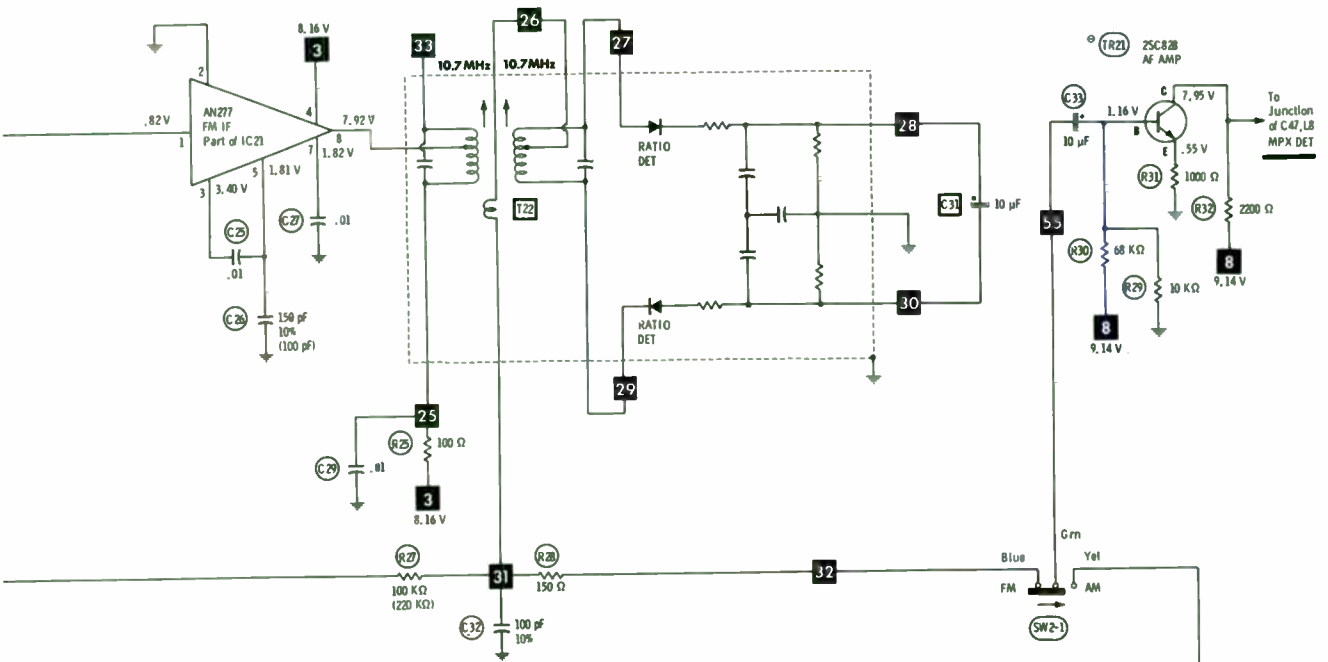 8.16 V
3
33
26
27
10.7 MHz 10.7 MHz
TR21 2SC828
AF AMP
2
AN277
FM IF
Part of IC21
.82 V
1
4
7.92 V
8
7
1.82 V
5
1.81 V
3
3.40 V
C25
.01
C27
.01
C26
150 pF
10%
(100 pF)
T22
RATIO
DET
28
C31
10 µF
RATIO
DET
30
29
C33
10 µF
1.16 V
C
7.95 V
B
E
.55 V
To
Junction
of C47, L8
MPX DET
R31
1000 Ω
R32
2200 Ω
8
9.14 V
55
R30
68 KΩ
R29
10 KΩ
8
9.14 V
25
R25
100 Ω
C29
.01
3
8.16 V
R27
100 KΩ
(220 KΩ)
31
R28
150 Ω
32
C32
100 pF
10%
Grn
Blue
Yel
FM
AM
SW2-1